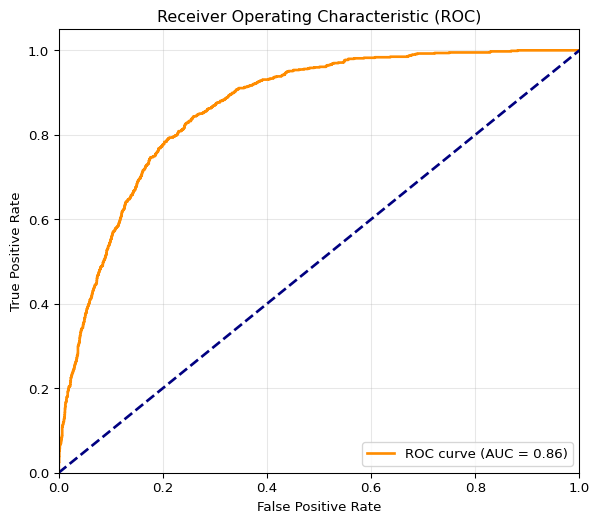 Receiver Operating Characteristic (ROC)
True Positive Rate
1.0
0.8
0.6
0.4
0.2
0.0
ROC curve (AUC = 0.86)
0.0 0.2 0.4 0.6 0.8 1.0
False Positive Rate